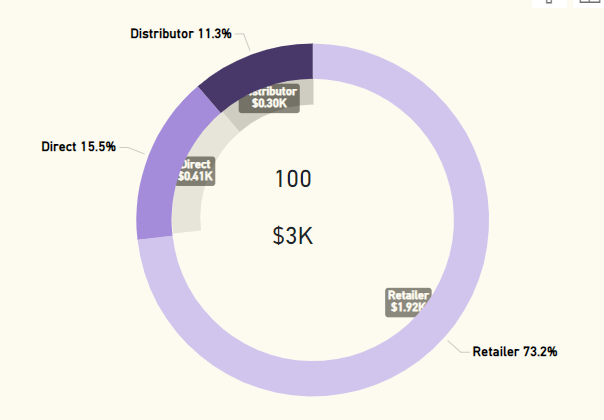 Distributor 11.3%
$0.30K
Direct 15.5%
Direct
$0.41K
100
$3K
Retailer
$1.92K
Retailer 73.2%